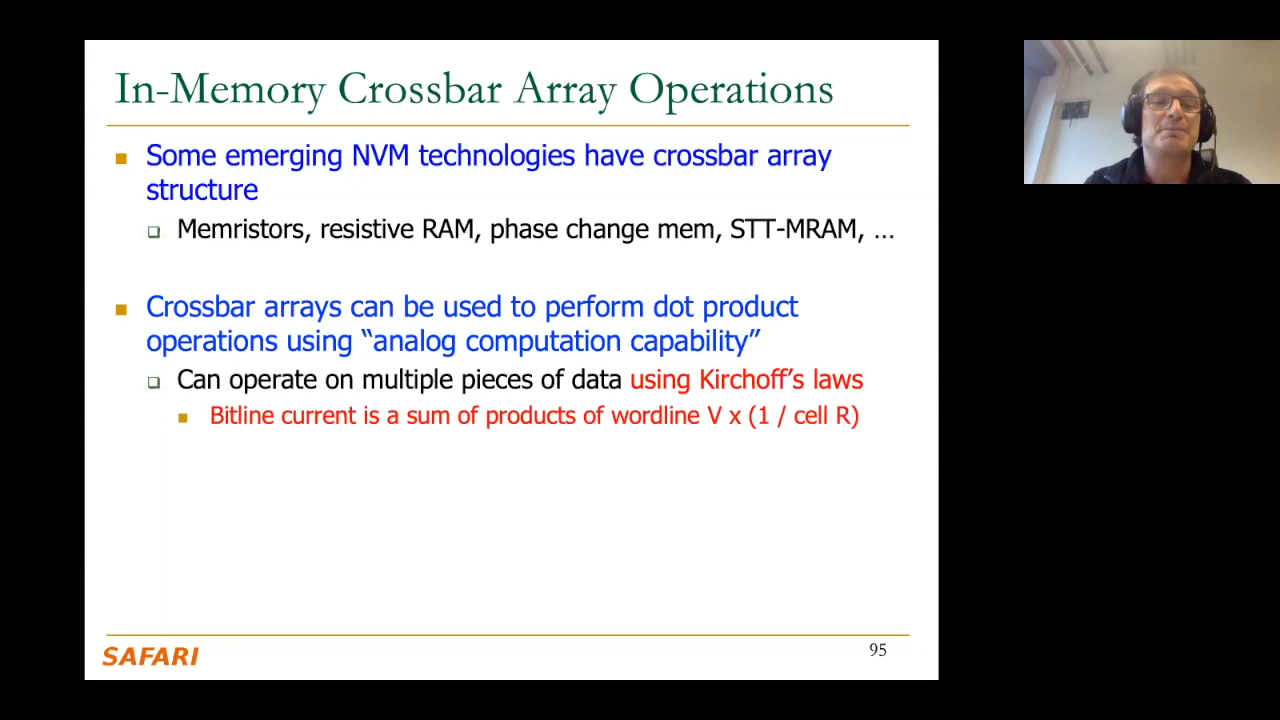 In-Memory Crossbar Array Operations
Some emerging NVM technologies have crossbar array
structure
Memristors, resistive RAM, phase change mem, STT-MRAM, …
Crossbar arrays can be used to perform dot product
operations using “analog computation capability”
Can operate on multiple pieces of data using Kirchoff’s laws
Bitline current is a sum of products of wordline V x (1 / cell R)
SAFARI
95